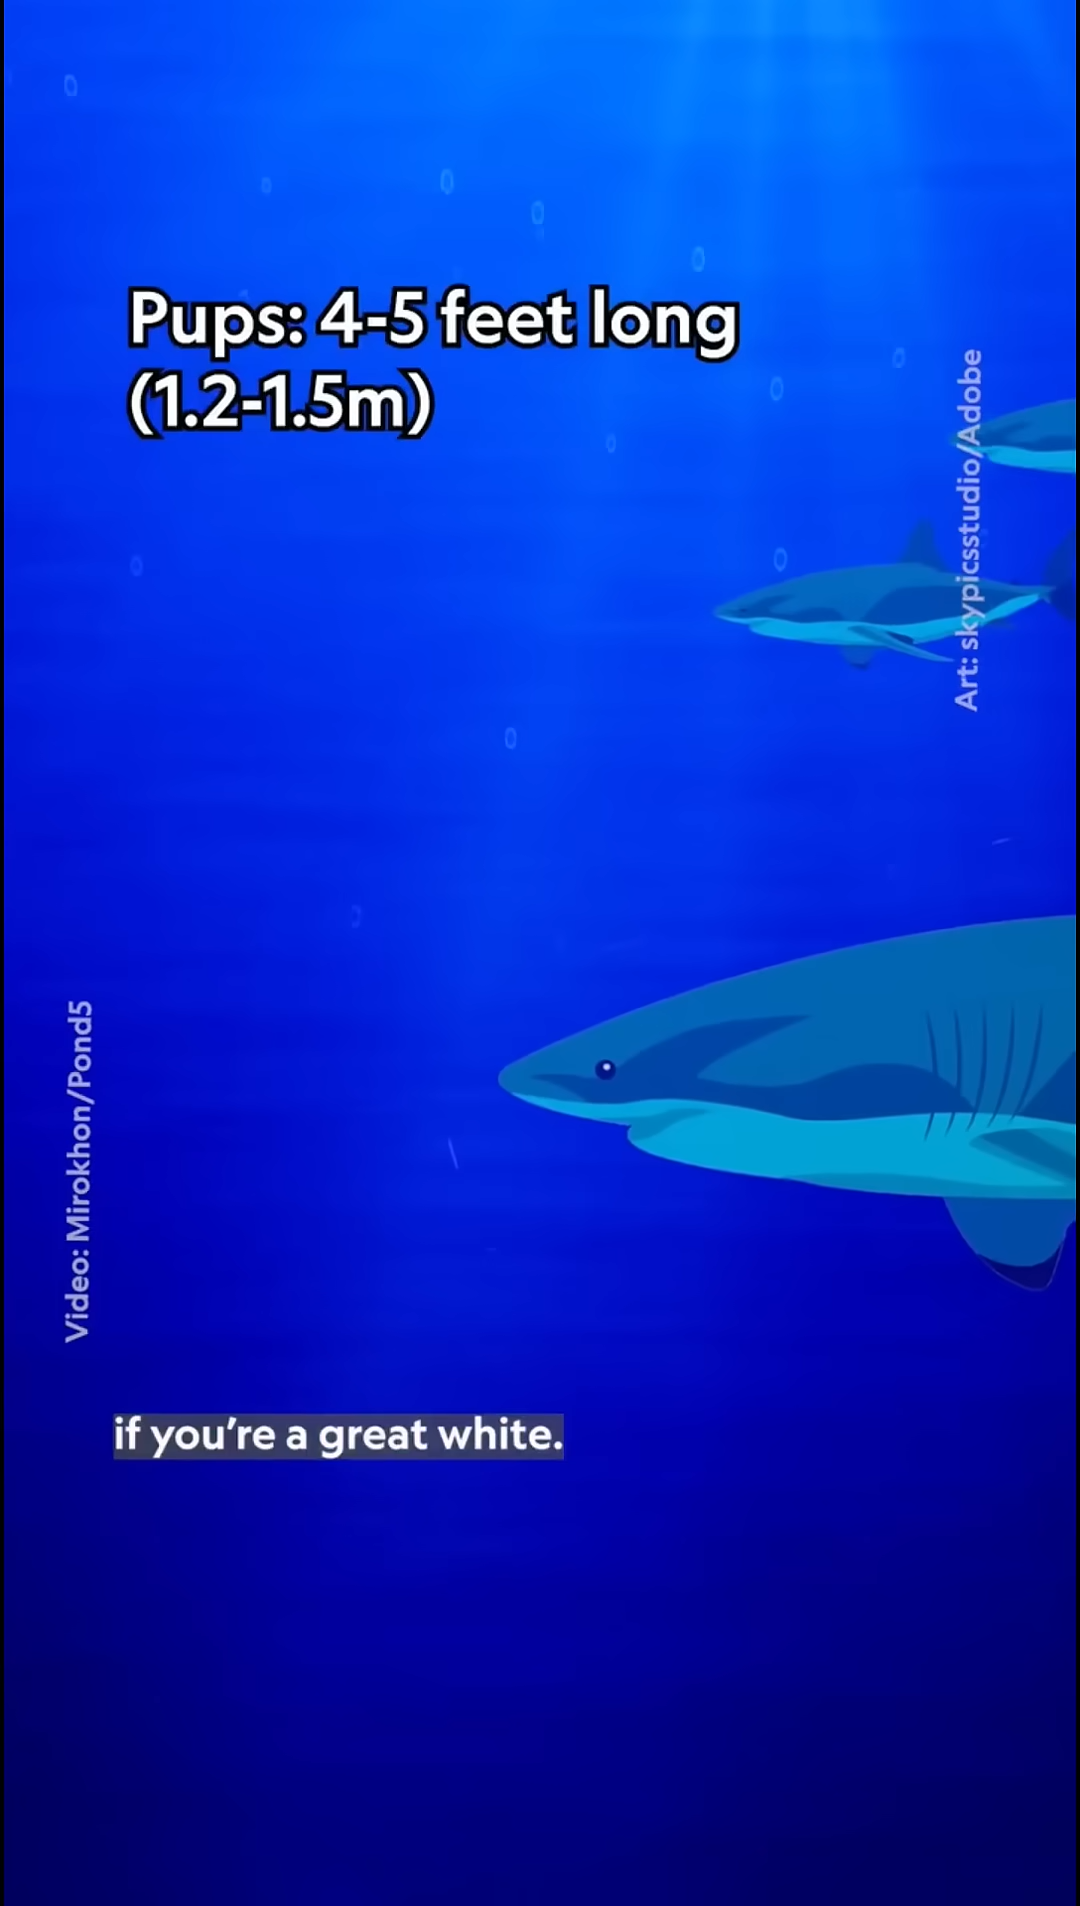 Pups: 4-5 feet long
(1.2-1.5m)
Art: skypicsstudio/Adobe
Video: Mirokhon/Pond5
if you’re a great white.